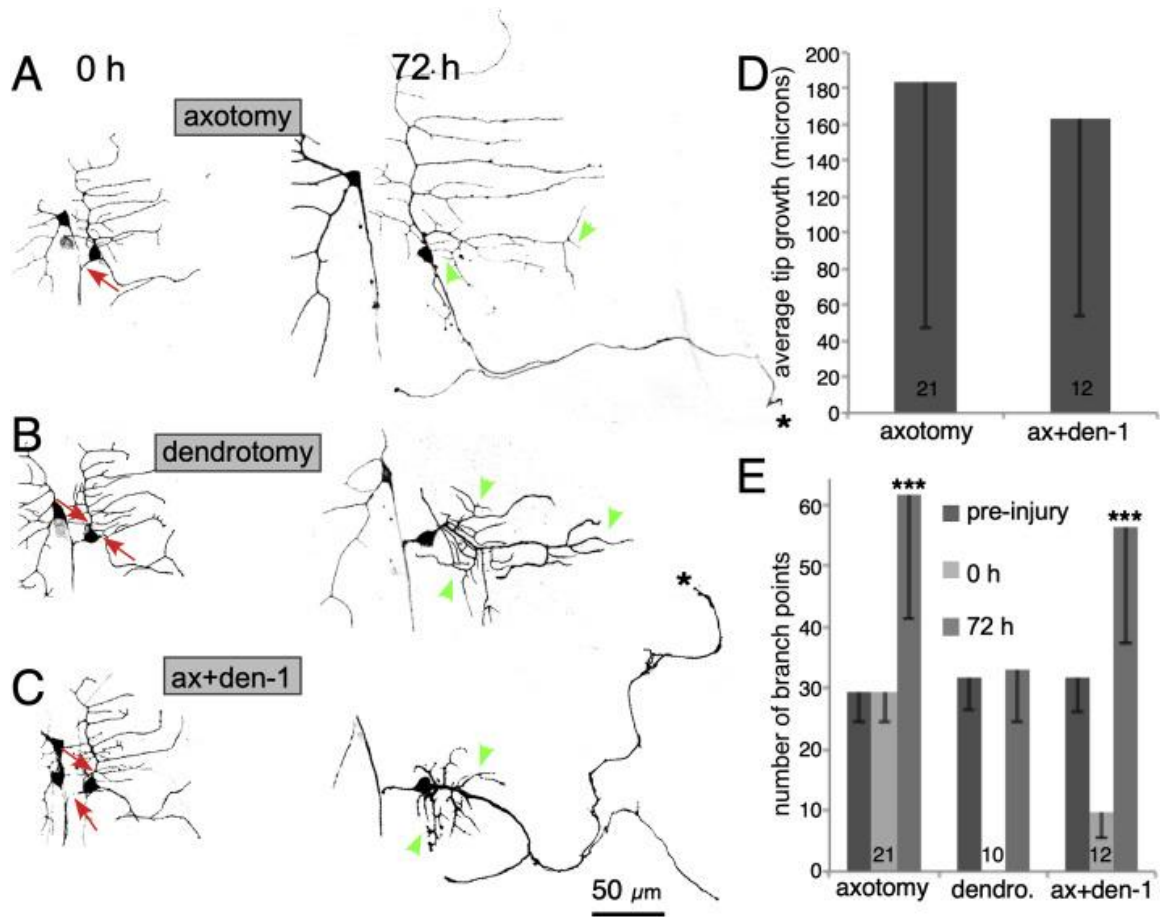 A 0 h 72 h
axotomy
*
B
dendrotomy
*
C
ax+den-1
50 µm
D
average tip growth (microns)
200
180
160
140
120
100
80
60
40
20
0
21 12
axotomy ax+den-1
E
number of branch points
60
50
40
30
20
10
0
*** ***
pre-injury
0 h
72 h
21 10 12
axotomy dendro. ax+den-1